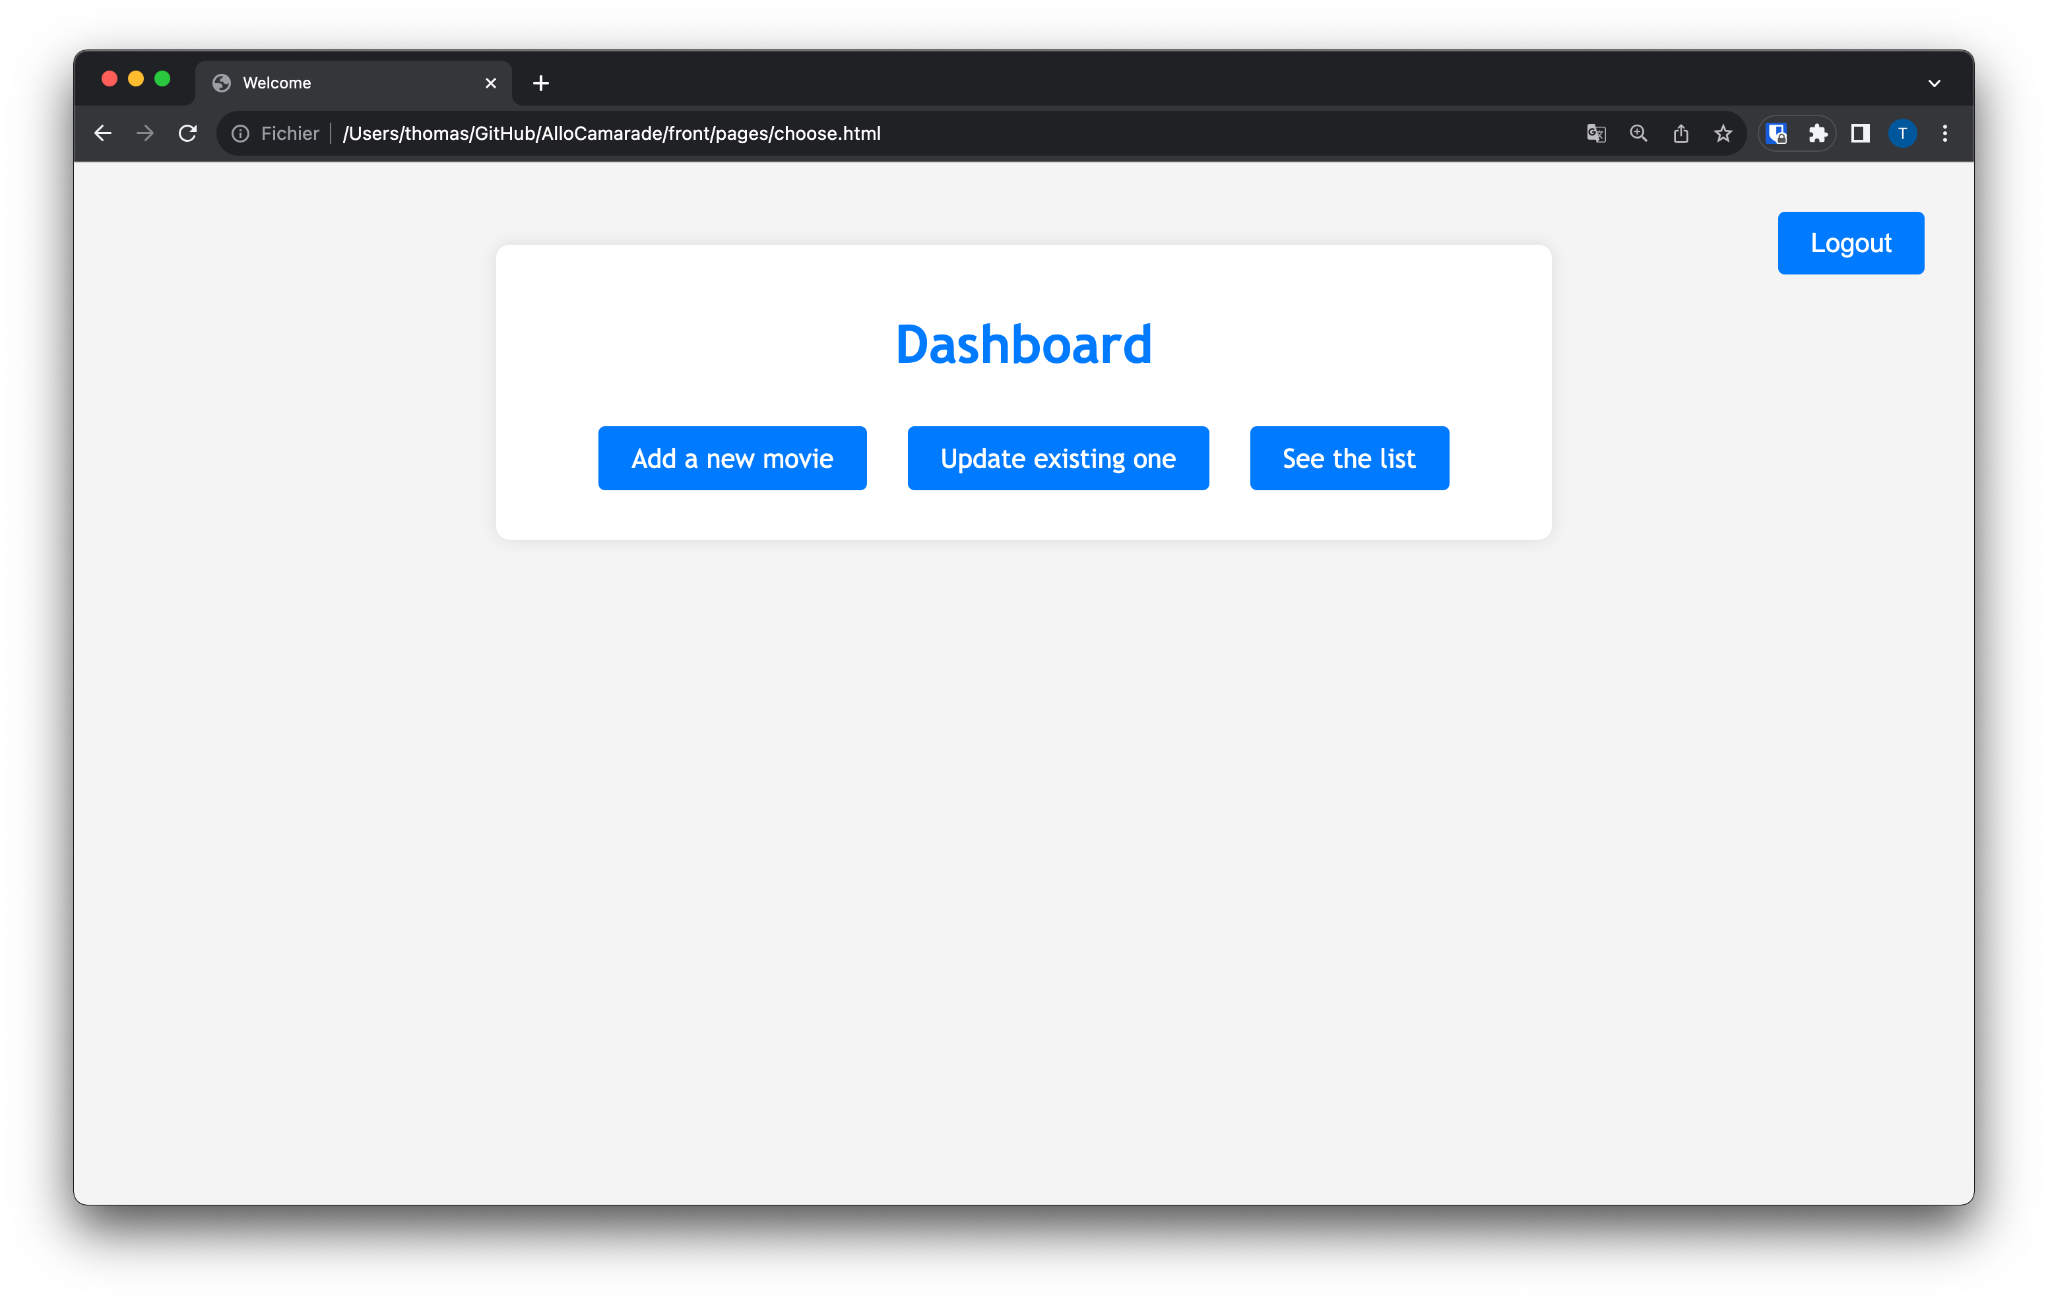 Welcome
Fichier /Users/thomas/GitHub/AlloCamarade/front/pages/choose.html
T
Logout
Dashboard
Add a new movie Update existing one See the list